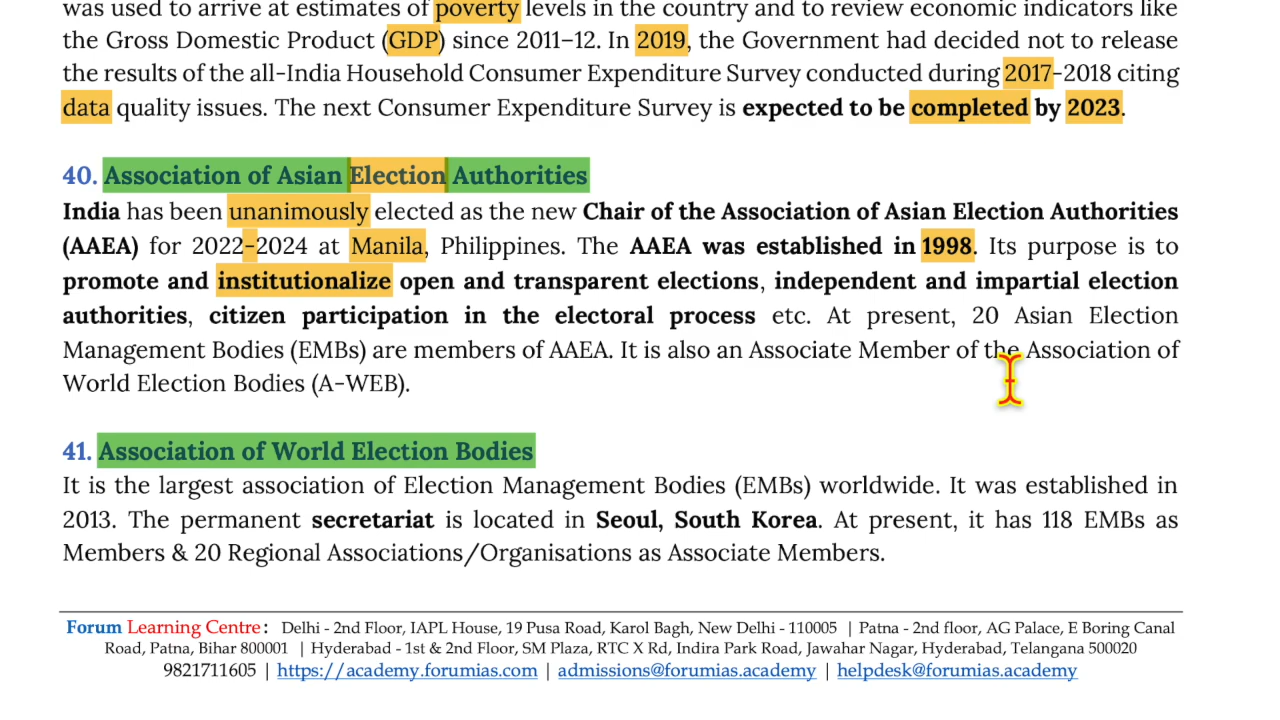 was used to arrive at estimates of poverty levels in the country and to review economic indicators like
the Gross Domestic Product (GDP) since 2011–12. In 2019, the Government had decided not to release
the results of the all-India Household Consumer Expenditure Survey conducted during 2017-2018 citing
data quality issues. The next Consumer Expenditure Survey is expected to be completed by 2023.
40. Association of Asian Election Authorities
India has been unanimously elected as the new Chair of the Association of Asian Election Authorities
(AAEA) for 2022-2024 at Manila, Philippines. The AAEA was established in 1998. Its purpose is to
promote and institutionalize open and transparent elections, independent and impartial election
authorities, citizen participation in the electoral process etc. At present, 20 Asian Election
Management Bodies (EMBs) are members of AAEA. It is also an Associate Member of the Association of
World Election Bodies (A-WEB).
41. Association of World Election Bodies
It is the largest association of Election Management Bodies (EMBs) worldwide. It was established in
2013. The permanent secretariat is located in Seoul, South Korea. At present, it has 118 EMBs as
Members & 20 Regional Associations/Organisations as Associate Members.
Forum Learning Centre: Delhi - 2nd Floor, IAPL House, 19 Pusa Road, Karol Bagh, New Delhi - 110005 | Patna - 2nd floor, AG Palace, E Boring Canal
Road, Patna, Bihar 800001 | Hyderabad - 1st & 2nd Floor, SM Plaza, RTC X Rd, Indira Park Road, Jawahar Nagar, Hyderabad, Telangana 500020
9821711605 | https://academy.forumias.com | admissions@forumias.academy | helpdesk@forumias.academy